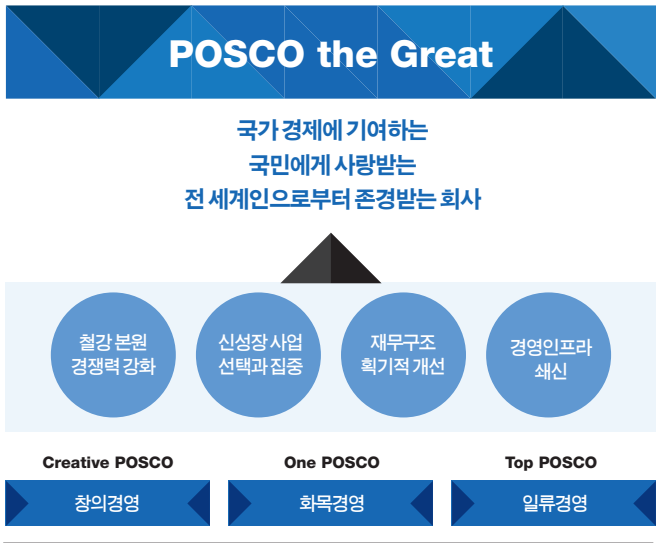 POSCO the Great
국가 경제에 기여하는
국민에게 사랑받는
전 세계인으로부터 존경받는 회사
철강 본원
경쟁력 강화
신성장 사업
선택과 집중
재무구조
획기적 개선
경영인프라
쇄신
Creative POSCO
창의경영
One POSCO
화목경영
Top POSCO
일류경영